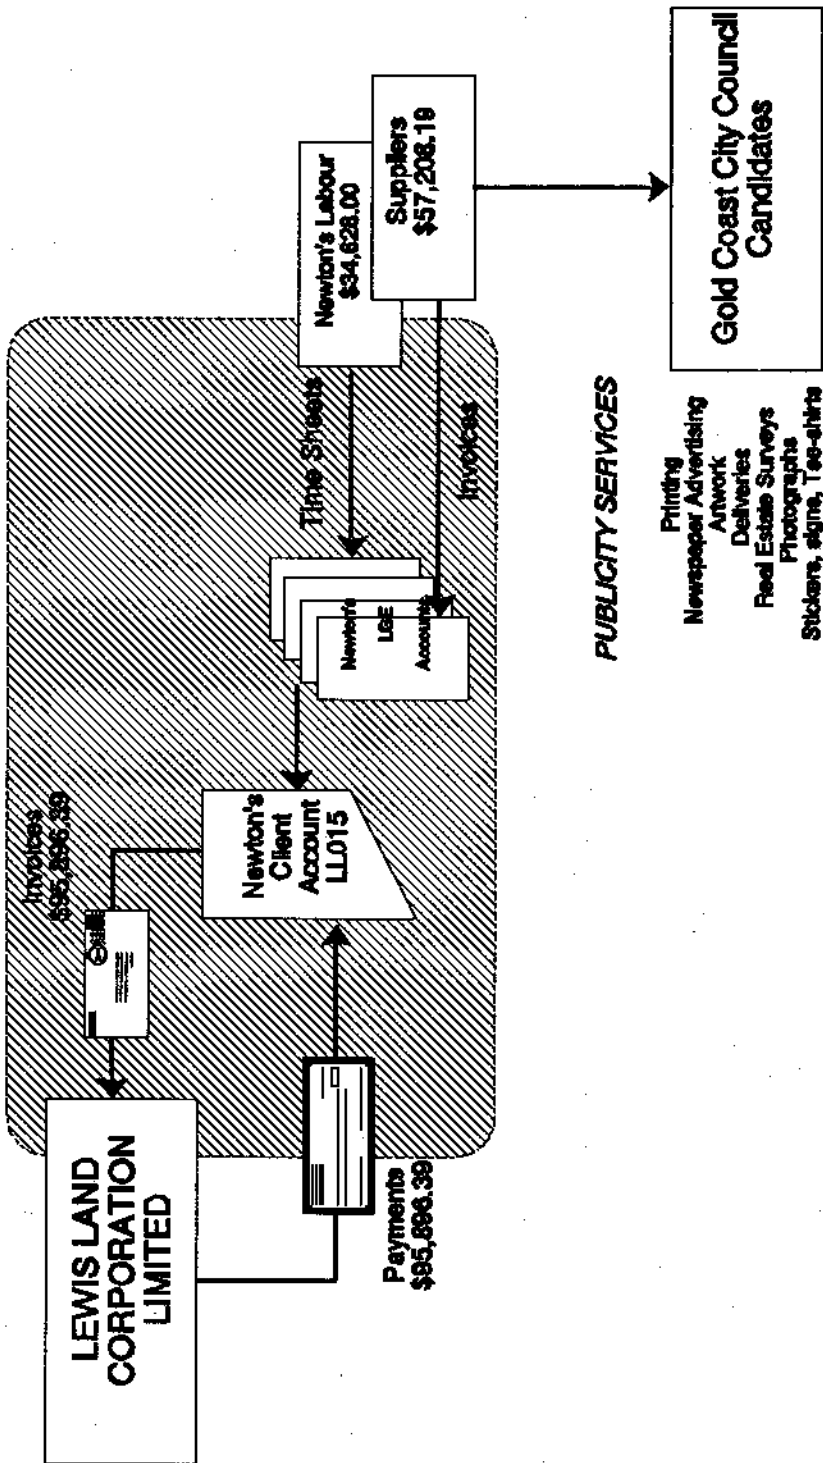 LEWIS LAND
CORPORATION
LIMITED
Invoices
$95,896.39
Payments
$95,896.39
Newton's
Client
Account
LL015
Newton's
LGE
Accounts
Time Sheets
Newton's Labour
$34,628.00
Suppliers
$57,208.19
Invoices
PUBLICITY SERVICES
Printing
Newspaper Advertising
Artwork
Deliveries
Real Estate Surveys
Photographs
Stickers, signs, Tee-shirts
Gold Coast City Council
Candidates